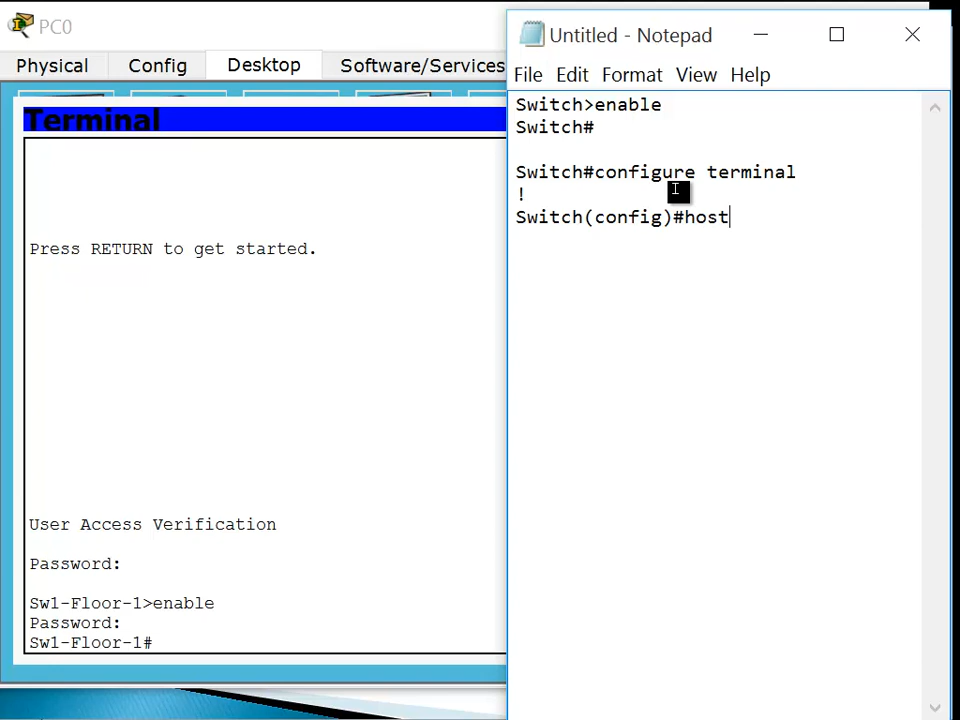 PC0
Physical Config Desktop Software/Services
Terminal
Press RETURN to get started.
User Access Verification
Password:
Sw1-Floor-1>enable
Password:
Sw1-Floor-1#
Untitled - Notepad
File Edit Format View Help
Switch>enable
Switch#
Switch#configure terminal
!
Switch(config)#host